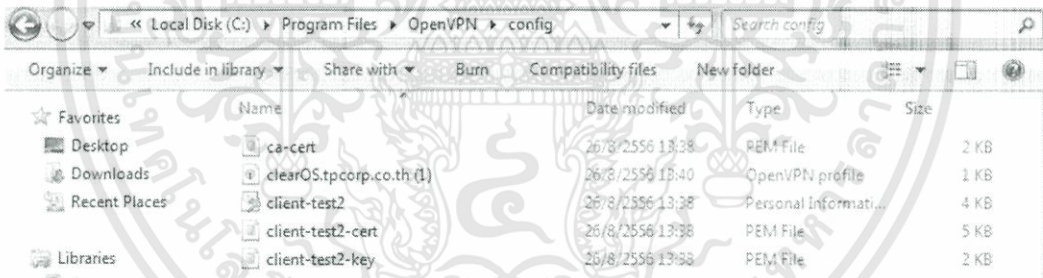 « Local Disk (C:) ▸ Program Files ▸ OpenVPN ▸ config Search config
Organize ▾ Include in library ▾ Share with ▾ Burn Compatibility files New folder
Name Date modified Type Size
Favorites
Desktop ca-cert 26/8/2556 13:38 PEM File 2 KB
Downloads clearOS.tpcorp.co.th (1) 26/8/2556 13:40 OpenVPN profile 1 KB
Recent Places client-test2 26/8/2556 13:38 Personal Informati... 4 KB
client-test2-cert 26/8/2556 13:38 PEM File 5 KB
Libraries client-test2-key 26/8/2556 13:38 PEM File 2 KB